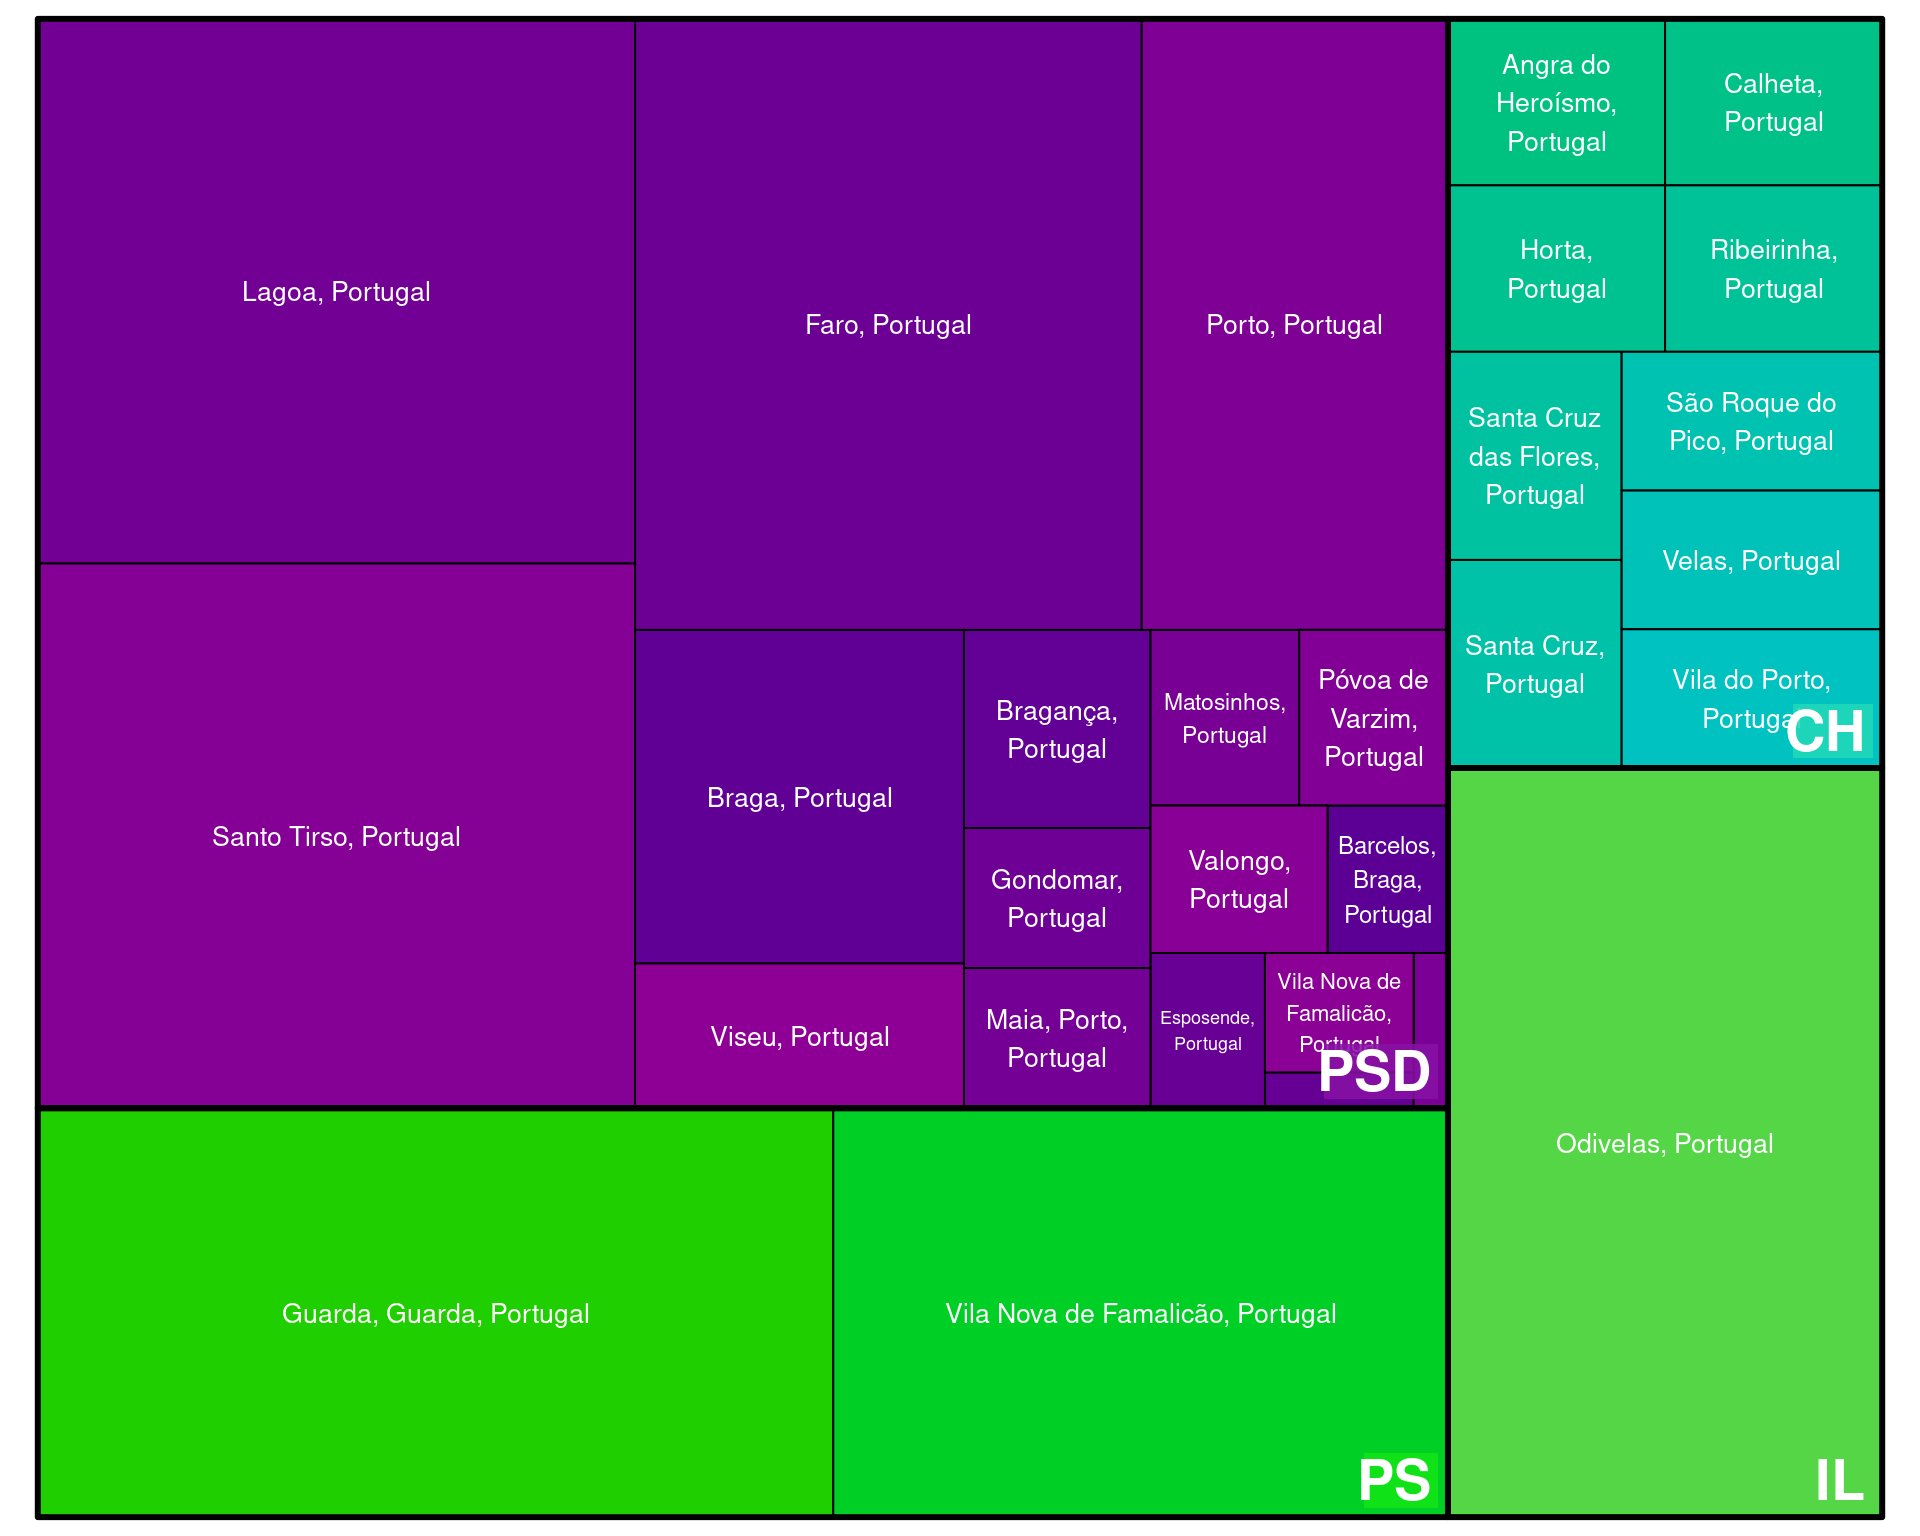 Lagoa, Portugal
Santo Tirso, Portugal
Faro, Portugal
Porto, Portugal
Braga, Portugal
Viseu, Portugal
Bragança,
Portugal
Gondomar,
Portugal
Maia, Porto,
Portugal
Matosinhos,
Portugal
Póvoa de
Varzim,
Portugal
Valongo,
Portugal
Barcelos,
Braga,
Portugal
Esposende,
Portugal
Vila Nova de
Famalicão,
Portugal
PSD
Angra do
Heroísmo,
Portugal
Calheta,
Portugal
Horta,
Portugal
Ribeirinha,
Portugal
Santa Cruz
das Flores,
Portugal
Santa Cruz,
Portugal
São Roque do
Pico, Portugal
Velas, Portugal
Vila do Porto,
Portugal
CH
Guarda, Guarda, Portugal
Vila Nova de Famalicão, Portugal
PS
Odivelas, Portugal
IL